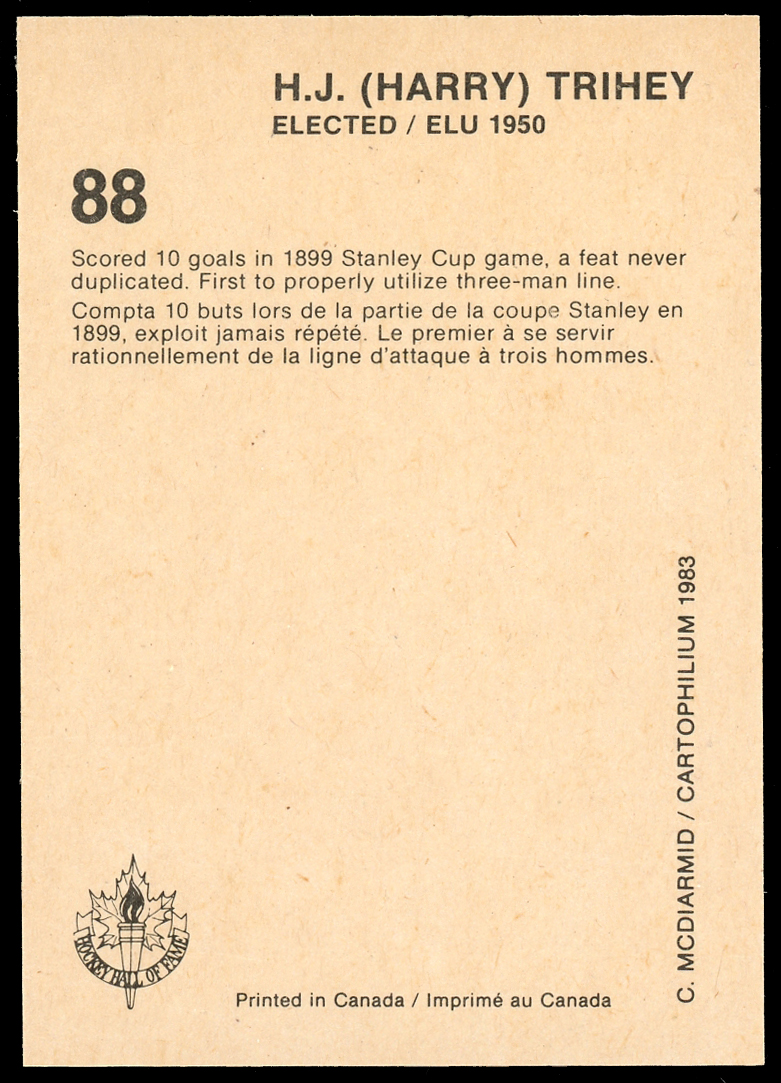 H.J. (HARRY) TRIHEY
ELECTED / ELU 1950
88
Scored 10 goals in 1899 Stanley Cup game, a feat never
duplicated. First to properly utilize three-man line.
Compta 10 buts lors de la partie de la coupe Stanley en
1899, exploit jamais répété. Le premier à se servir
rationnellement de la ligne d'attaque à trois hommes.
C. MCDIARMID / CARTOPHILIUM 1983
HOCKEY HALL OF FAME
Printed in Canada / Imprimé au Canada